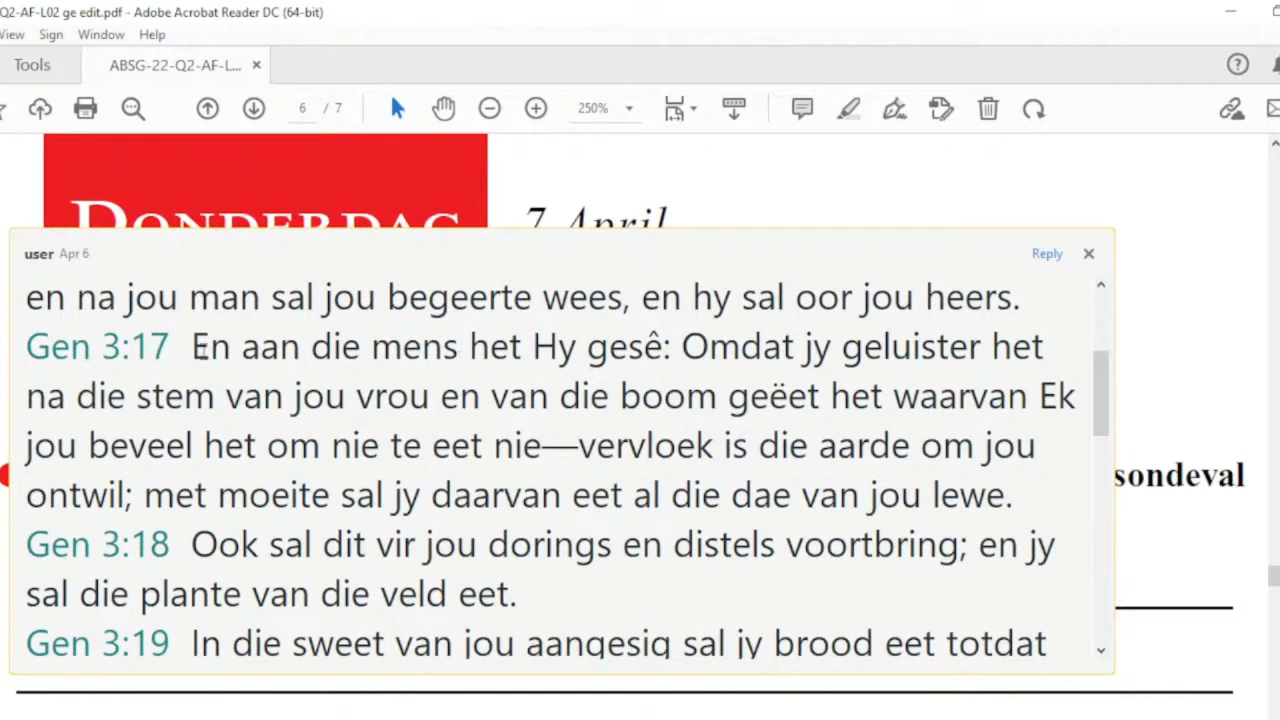 Q2-AF-L02 ge edit.pdf - Adobe Acrobat Reader DC (64-bit)
View Sign Window Help
Tools ABSG-22-Q2-AF-L... ×
6 / 7 250%
DONDERDAG 7 April
user Apr 6 Reply
en na jou man sal jou begeerte wees, en hy sal oor jou heers.
Gen 3:17 En aan die mens het Hy gesê: Omdat jy geluister het
na die stem van jou vrou en van die boom geëet het waarvan Ek
jou beveel het om nie te eet nie—vervloek is die aarde om jou
sondeval
ontwil; met moeite sal jy daarvan eet al die dae van jou lewe.
Gen 3:18 Ook sal dit vir jou dorings en distels voortbring; en jy
sal die plante van die veld eet.
Gen 3:19 In die sweet van jou aangesig sal jy brood eet totdat